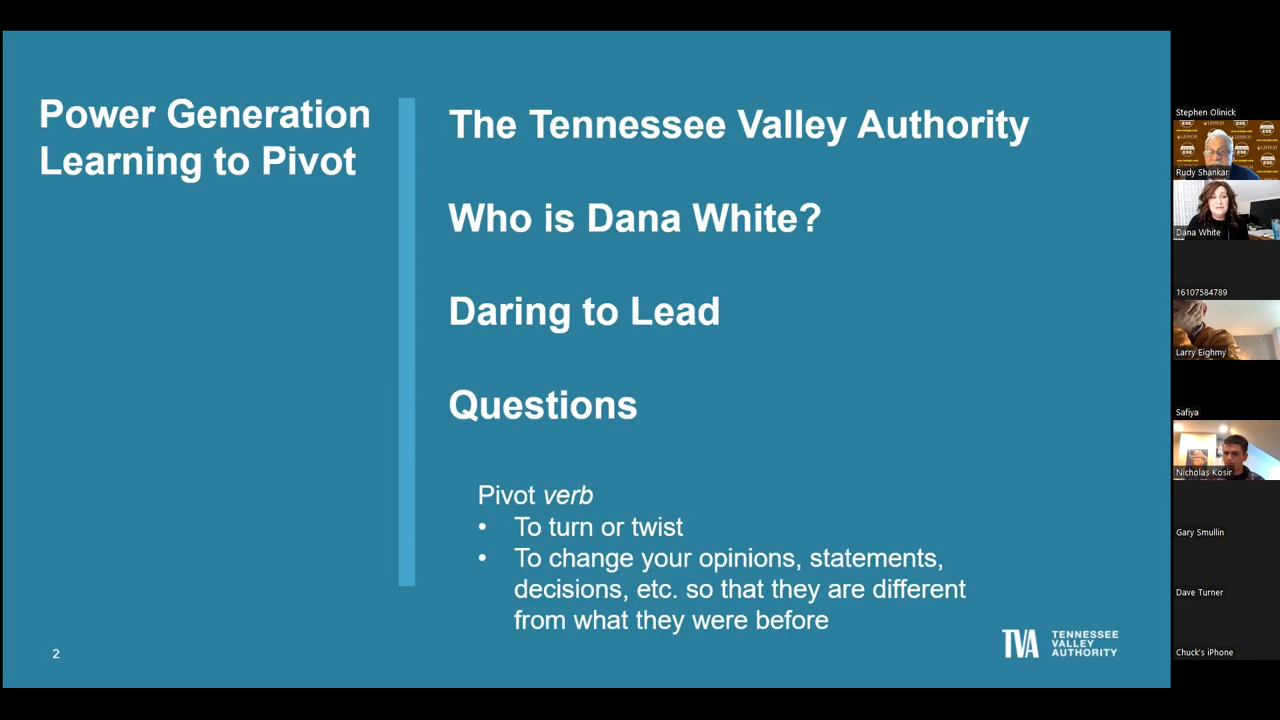 Power Generation
Learning to Pivot
The Tennessee Valley Authority
Who is Dana White?
Daring to Lead
Questions
Pivot verb
• To turn or twist
• To change your opinions, statements,
decisions, etc. so that they are different
from what they were before
2
TVA
TENNESSEE
VALLEY
AUTHORITY
Stephen Olinick
Rudy Shankar
Dana White
16107584789
Larry Eighmy
Safiya
Nicholas Kosir
Gary Smullin
Dave Turner
Chuck's iPhone